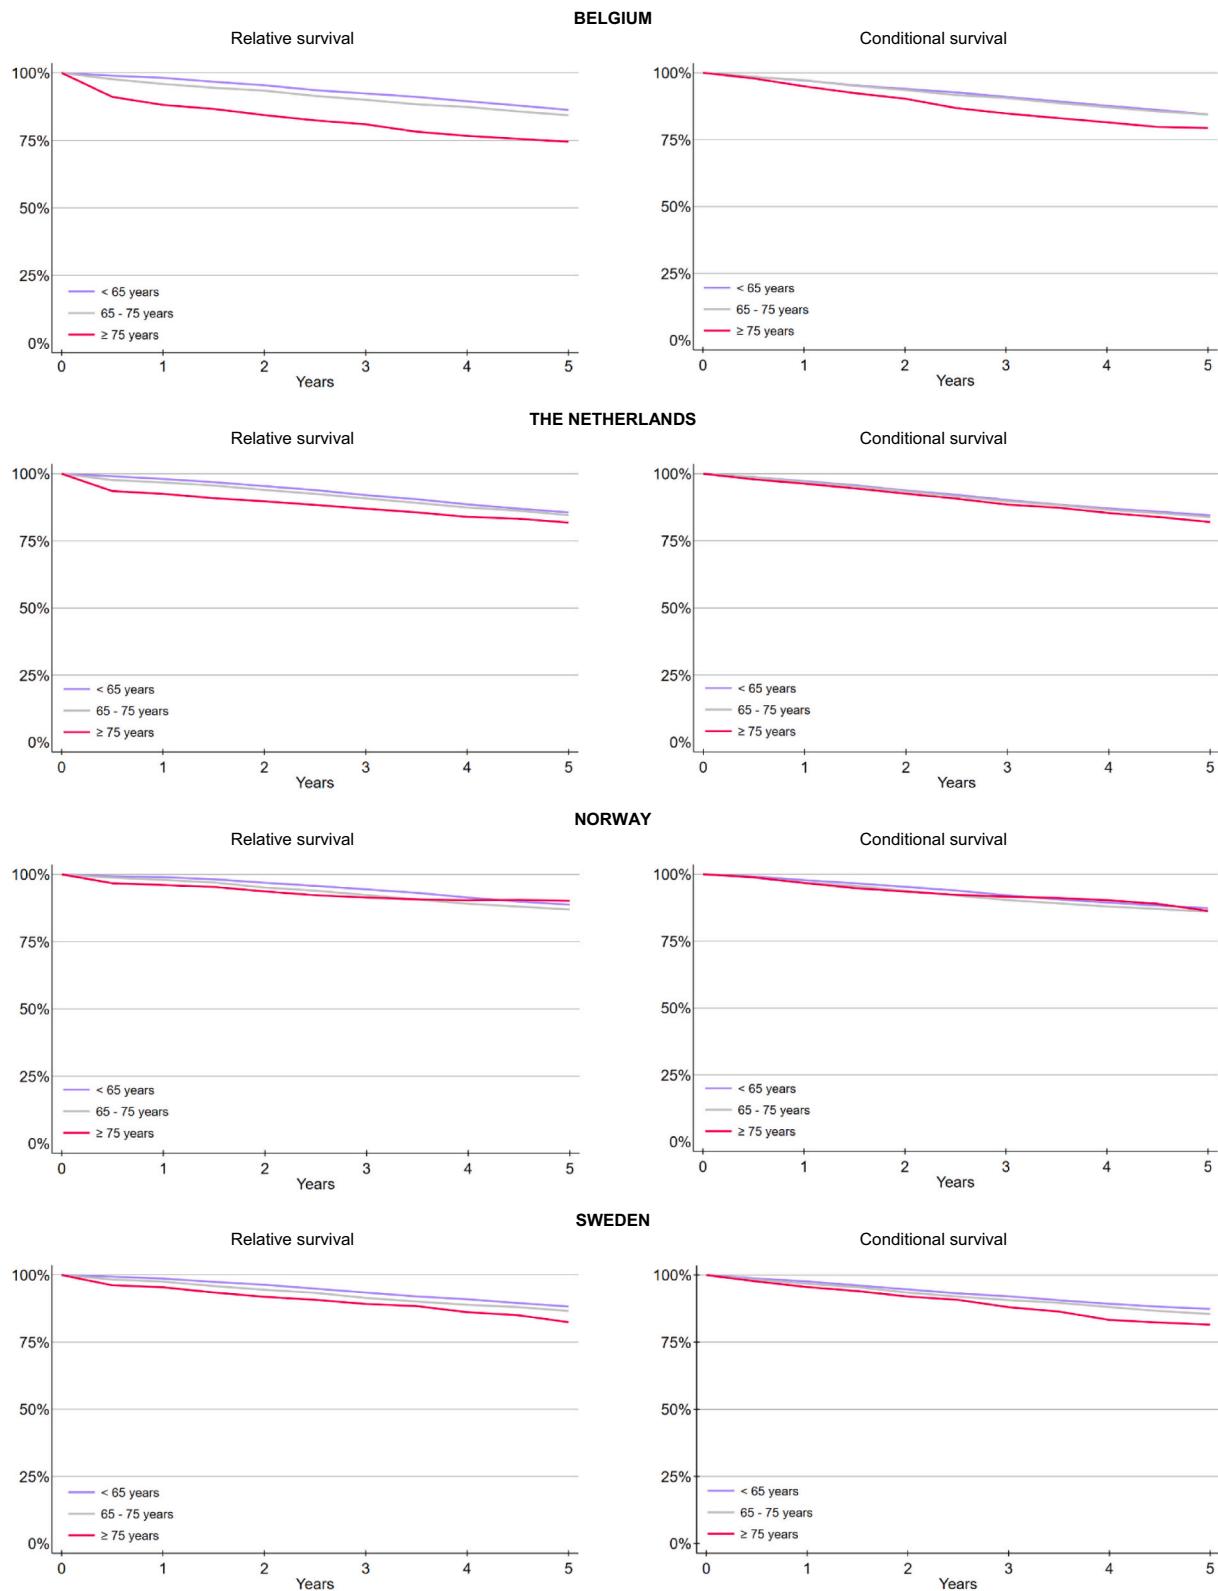 BELGIUM
Relative survival
100%
75%
50%
25%
0%
< 65 years
65 - 75 years
≥ 75 years
0 1 2 3 4 5
Years
Conditional survival
100%
75%
50%
25%
0%
< 65 years
65 - 75 years
≥ 75 years
0 1 2 3 4 5
Years
THE NETHERLANDS
Relative survival
100%
75%
50%
25%
0%
< 65 years
65 - 75 years
≥ 75 years
0 1 2 3 4 5
Years
Conditional survival
100%
75%
50%
25%
0%
< 65 years
65 - 75 years
≥ 75 years
0 1 2 3 4 5
Years
NORWAY
Relative survival
100%
75%
50%
25%
0%
< 65 years
65 - 75 years
≥ 75 years
0 1 2 3 4 5
Years
Conditional survival
100%
75%
50%
25%
0%
< 65 years
65 - 75 years
≥ 75 years
0 1 2 3 4 5
Years
SWEDEN
Relative survival
100%
75%
50%
25%
0%
< 65 years
65 - 75 years
≥ 75 years
0 1 2 3 4 5
Years
Conditional survival
100%
75%
50%
25%
0%
< 65 years
65 - 75 years
≥ 75 years
0 1 2 3 4 5
Years